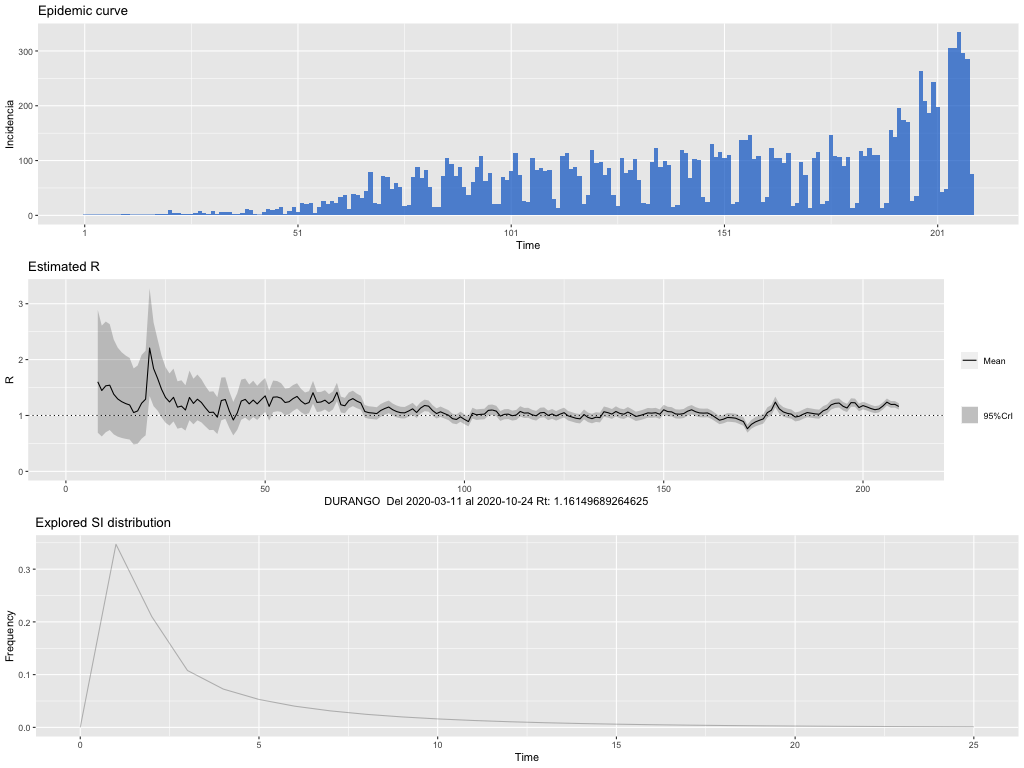 Epidemic curve
Incidencia
300
200
100
0
1
51
101
151
201
Time
Estimated R
R
3
2
1
0
0
50
100
150
200
DURANGO Del 2020-03-11 al 2020-10-24 Rt: 1.16149689264625
Mean
95%CrI
Explored SI distribution
Frequency
0.3
0.2
0.1
0.0
0
5
10
15
20
25
Time